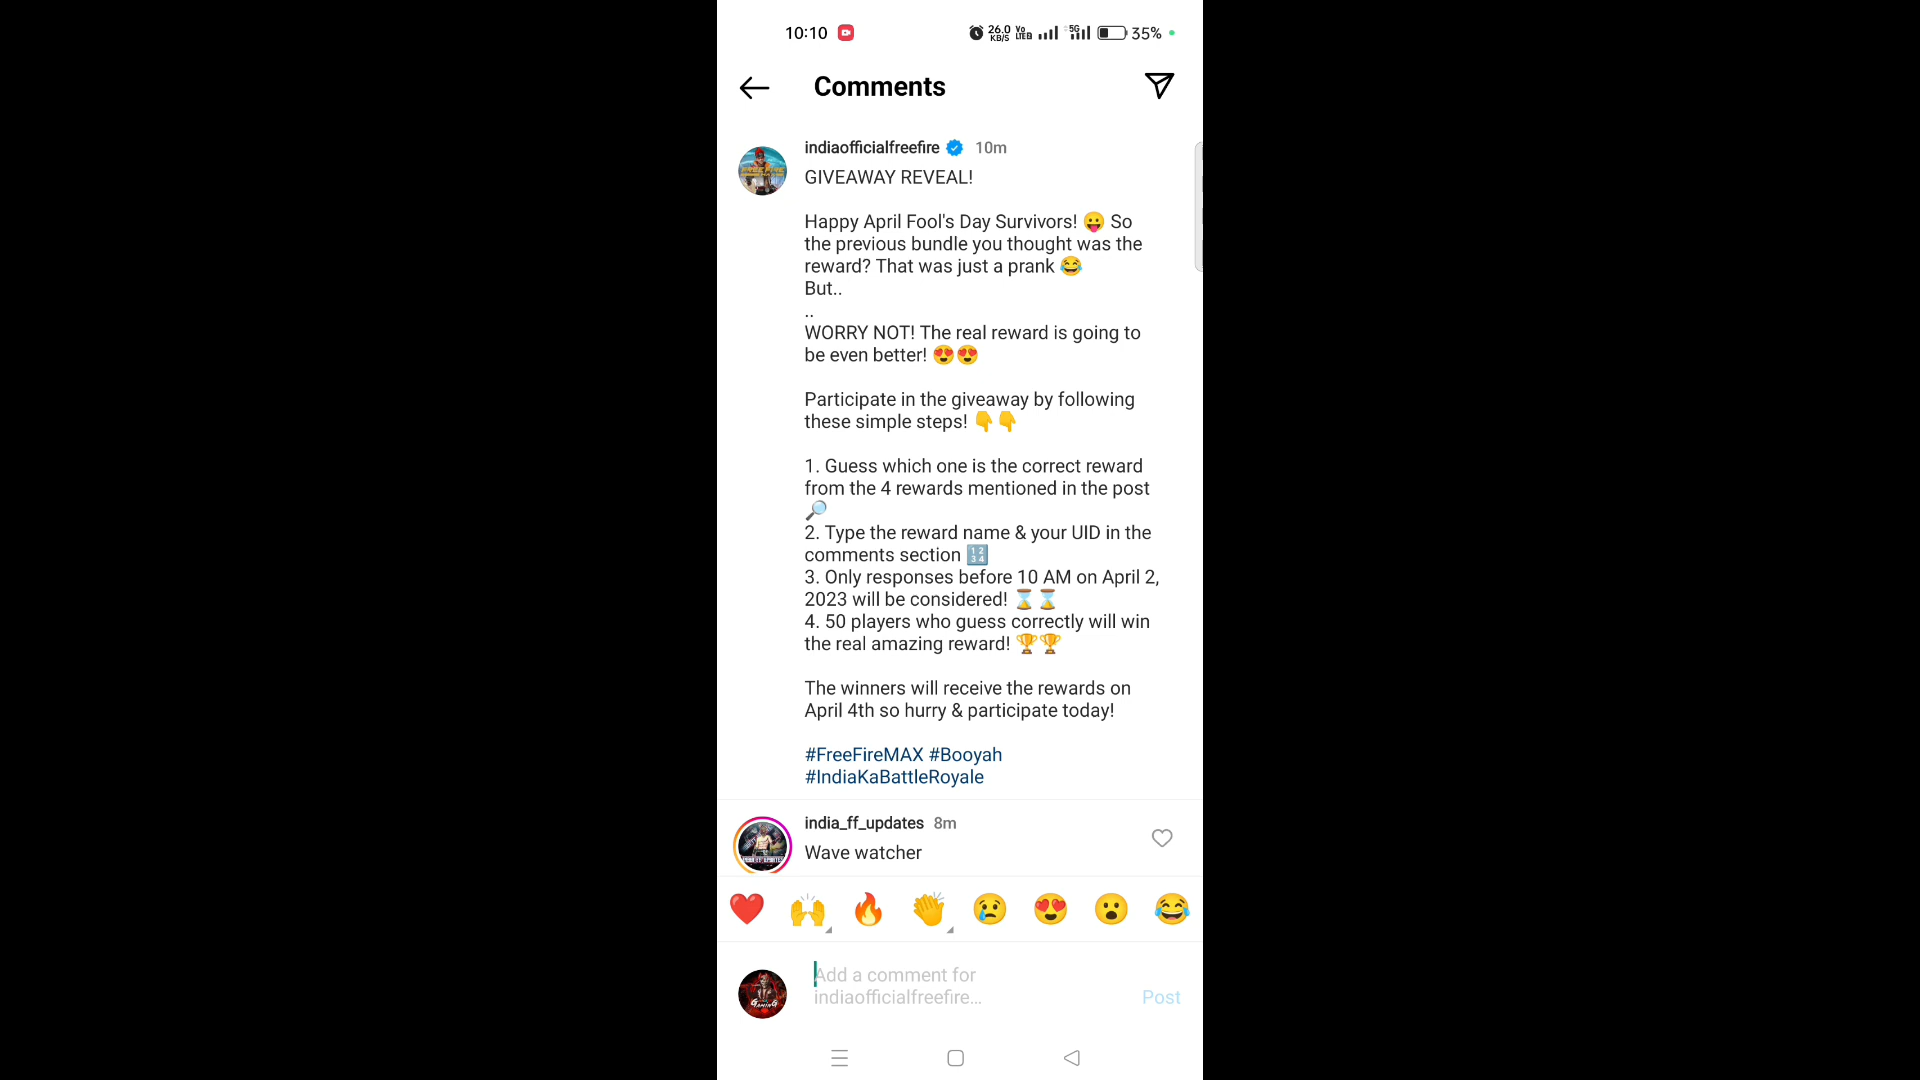 10:10
26.0 KB/S Vo LTE2 5G 35%
Comments
indiaofficialfreefire 10m
GIVEAWAY REVEAL!
Happy April Fool's Day Survivors! 😛 So
the previous bundle you thought was the
reward? That was just a prank 😂
But..
..
WORRY NOT! The real reward is going to
be even better! 😍😍
Participate in the giveaway by following
these simple steps! 👇👇
1. Guess which one is the correct reward
from the 4 rewards mentioned in the post
🔎
2. Type the reward name & your UID in the
comments section 🔢
3. Only responses before 10 AM on April 2,
2023 will be considered! ⌛⌛
4. 50 players who guess correctly will win
the real amazing reward! 🏆🏆
The winners will receive the rewards on
April 4th so hurry & participate today!
#FreeFireMAX #Booyah
#IndiaKaBattleRoyale
india_ff_updates 8m
Wave watcher
❤️ 🙌 🔥 👏 😢 😍 😮 😂
Add a comment for
indiaofficialfreefire...
Post